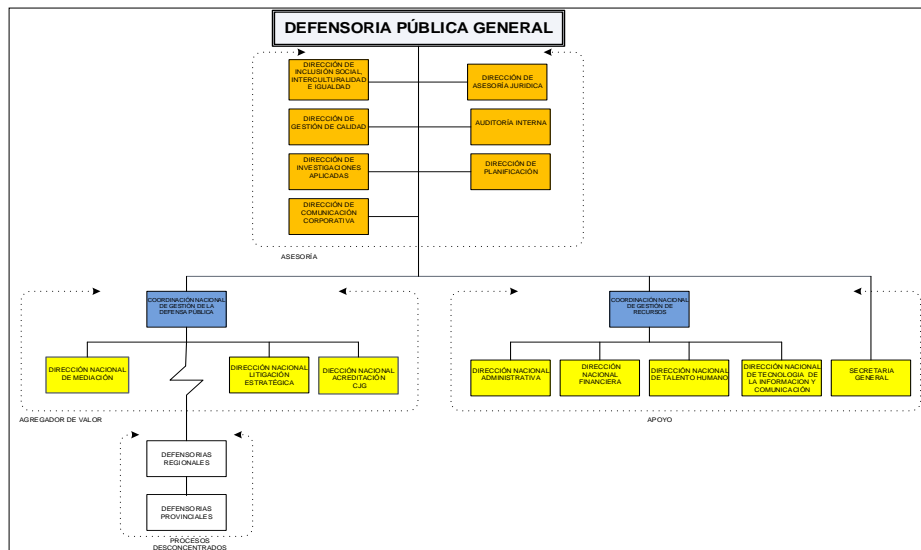 DEFENSORIA PÚBLICA GENERAL
DIRECCIÓN DE
INCLUSIÓN SOCIAL,
INTERCULTURALIDAD
E IGUALDAD
DIRECCIÓN DE
ASESORÍA JURIDICA
DIRECCIÓN DE
GESTIÓN DE CALIDAD
AUDITORÍA INTERNA
DIRECCIÓN DE
INVESTIGACIONES
APLICADAS
DIRECCIÓN DE
PLANIFICACIÓN
DIRECCIÓN DE
COMUNICACIÓN
CORPORATIVA
ASESORÍA
COORDINACIÓN NACIONAL
DE GESTIÓN DE LA
DEFENSA PÚBLICA
COORDINACIÓN NACIONAL
DE GESTIÓN DE
RECURSOS
DIRECCIÓN NACIONAL
DE MEDIACIÓN
DIRECCIÓN NACIONAL
LITIGACIÓN
ESTRATÉGICA
DIECCIÓN NACIONAL
ACREDITACIÓN
CJG
DIRECCIÓN NACIONAL
ADMINISTRATIVA
DIRECCIÓN
NACIONAL
FINANCIERA
DIRECCIÓN NACIONAL
DE TALENTO HUMANO
DIRECCIÓN NACIONAL
DE TECNOLOGIA DE
LA INFORMACIÓN Y
COMUNICACIÓN
SECRETARIA
GENERAL
AGREGADOR DE VALOR
APOYO
DEFENSORIAS
REGIONALES
DEFENSORIAS
PROVINCIALES
PROCESOS
DESCONCENTRADOS